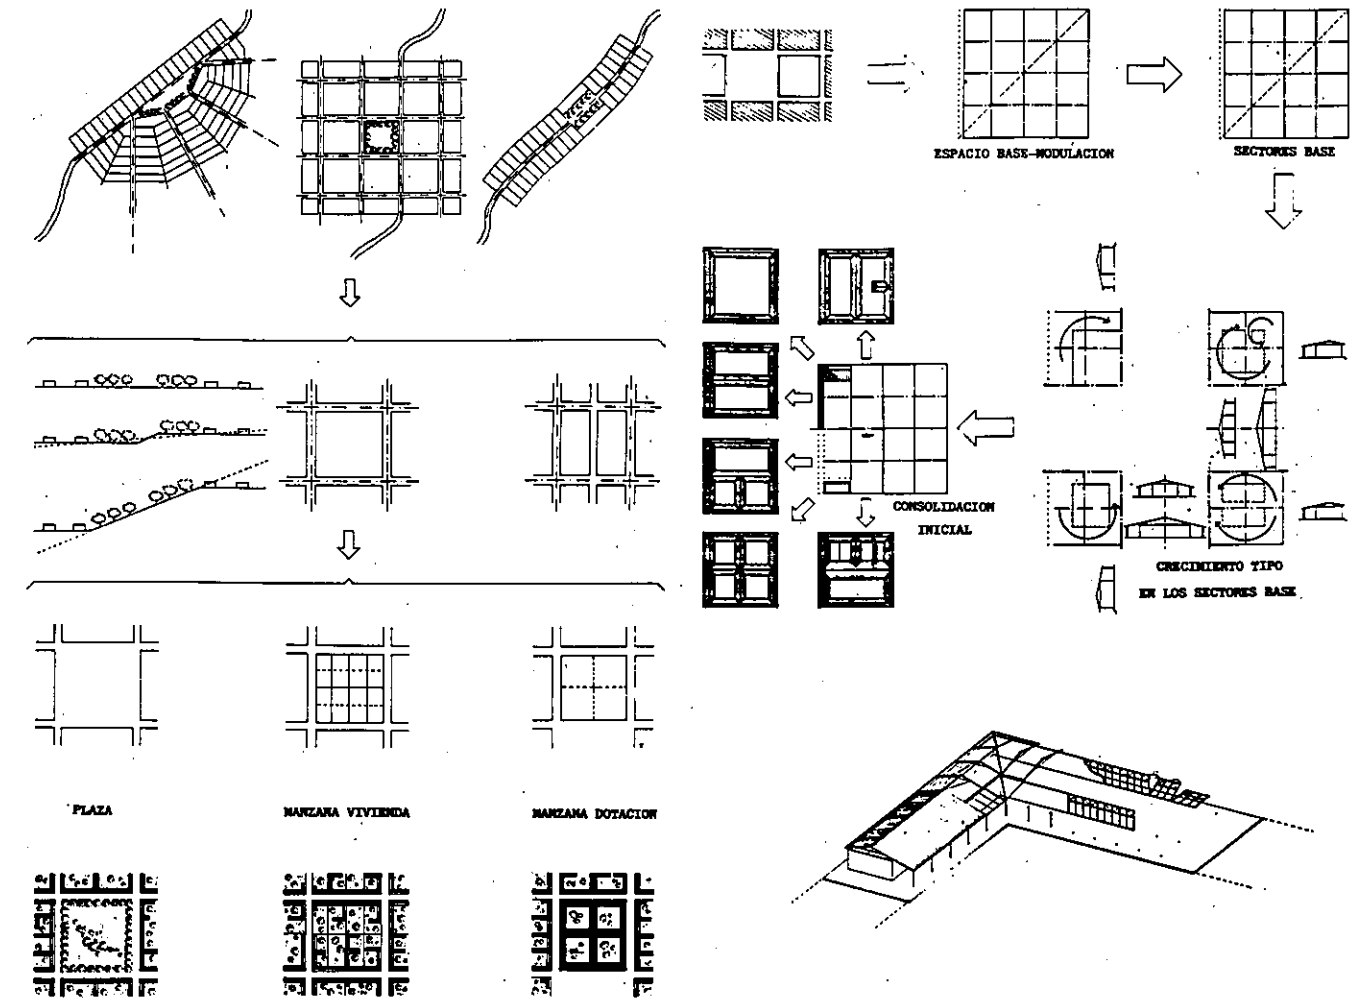 ESPACIO BASE-MODULACION
SECTORES BASE
CONSOLIDACION
INICIAL
CRECIMIENTO TIPO
EN LOS SECTORES BASE
PLAZA
MANZANA VIVIENDA
MANZANA DOTACION